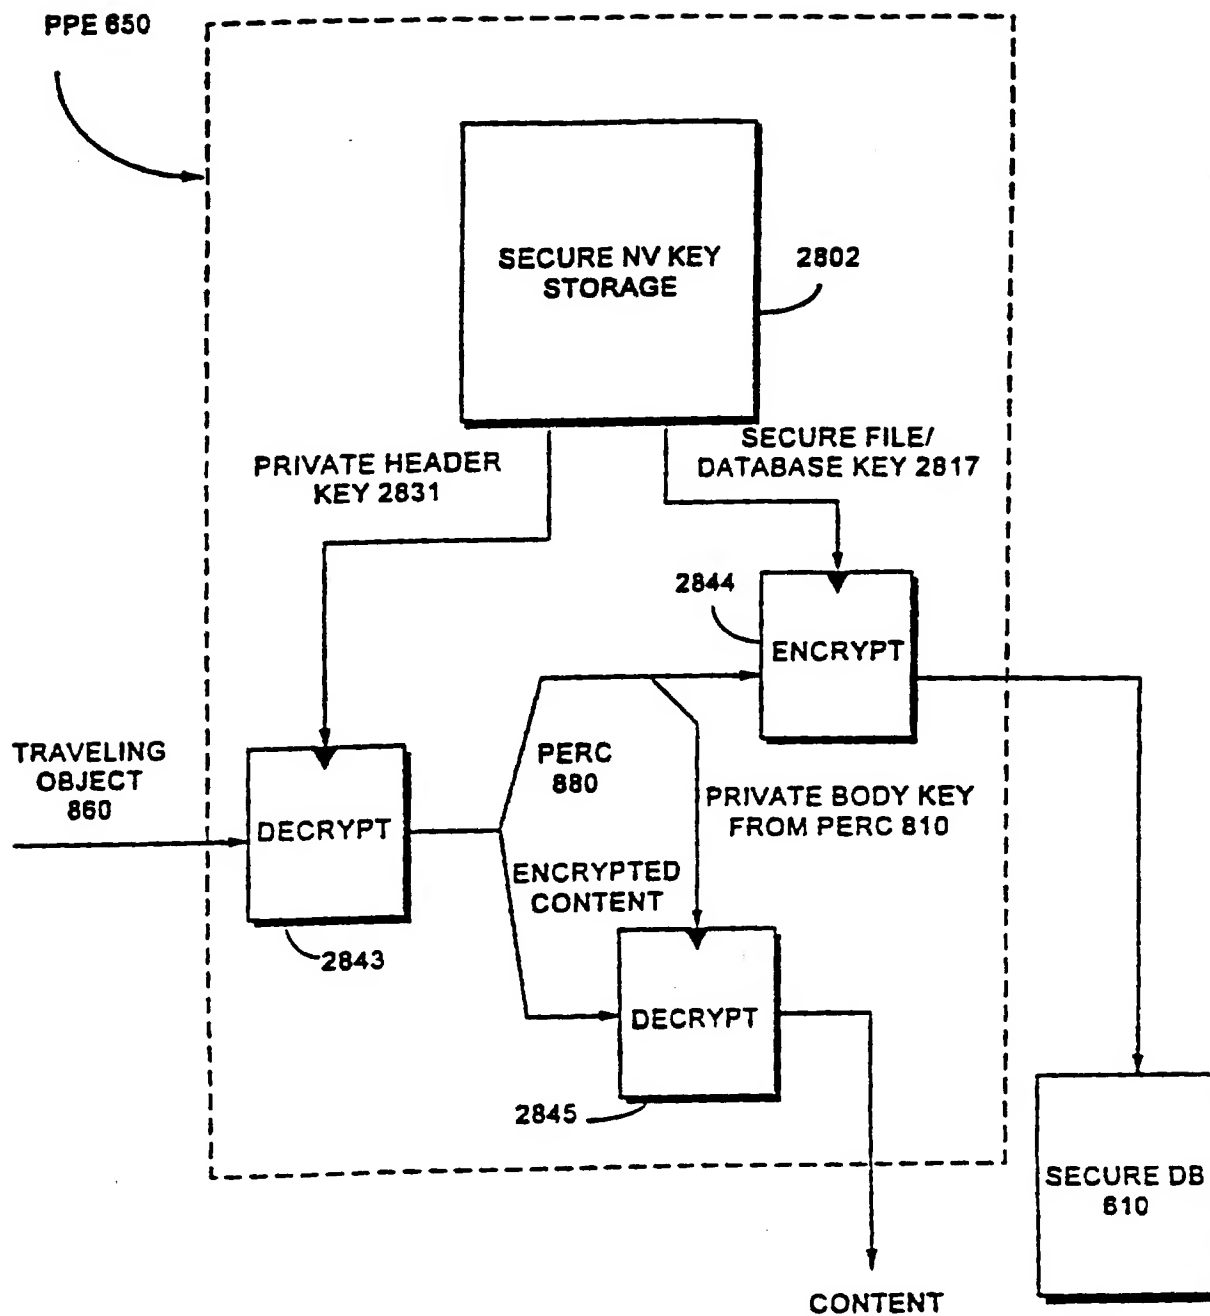 PPE 650
SECURE NV KEY
STORAGE
2802
PRIVATE HEADER
KEY 2831
SECURE FILE/
DATABASE KEY 2817
2844
ENCRYPT
TRAVELING
OBJECT
860
DECRYPT
2843
PERC
880
PRIVATE BODY KEY
FROM PERC 810
ENCRYPTED
CONTENT
DECRYPT
2845
SECURE DB
610
CONTENT